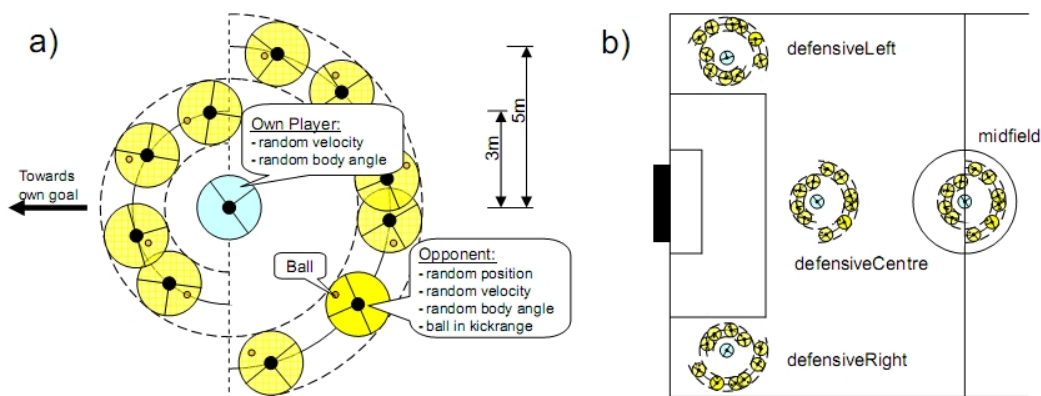 a)
Own Player:
- random velocity
- random body angle
3m
5m
Towards
own goal
Ball
Opponent:
- random position
- random velocity
- random body angle
- ball in kickrange
b)
defensiveLeft
midfield
defensiveCentre
defensiveRight